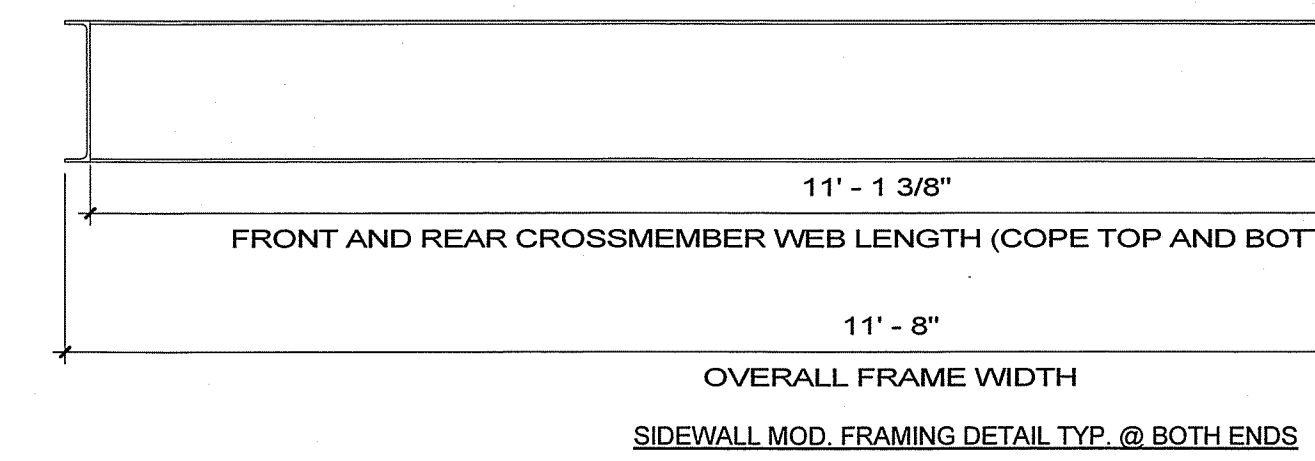 11' - 1 3/8"
FRONT AND REAR CROSSMEMBER WEB LENGTH (COPE TOP AND BOT
11' - 8"
OVERALL FRAME WIDTH
SIDEWALL MOD. FRAMING DETAIL TYP. @ BOTH ENDS